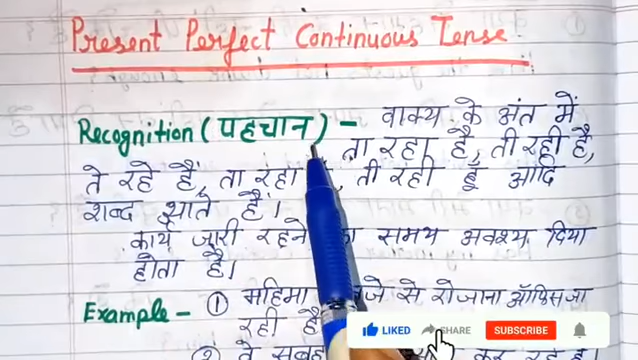 Present Perfect Continuous Tense
Recognition (पहचान) - वाक्य के अंत में
ता रहा है, ती रही है,
ते रहे हैं, ता रहा , ती रही हूँ आदि
शब्द आते हैं।
कार्य जारी रहने का समय अवश्य दिया
होता है।
Example - ① महिमा बजे से रोजाना ऑफिस जा
रही है
② वे सुबह कर रहे हैं
LIKED SHARE SUBSCRIBE